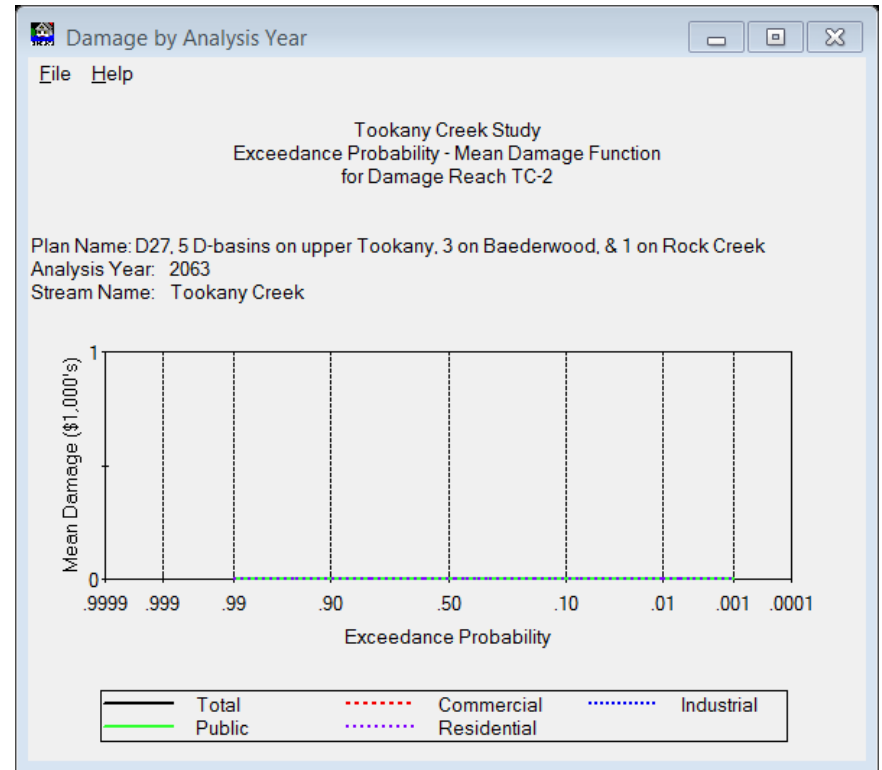 Damage by Analysis Year
File Help
Tookany Creek Study
Exceedance Probability - Mean Damage Function
for Damage Reach TC-2
Plan Name: D27, 5 D-basins on upper Tookany, 3 on Baederwood, & 1 on Rock Creek
Analysis Year: 2063
Stream Name: Tookany Creek
Mean Damage ($1,000's)
1
0
.9999 .999 .99 .90 .50 .10 .01 .001 .0001
Exceedance Probability
Total Commercial Industrial
Public Residential